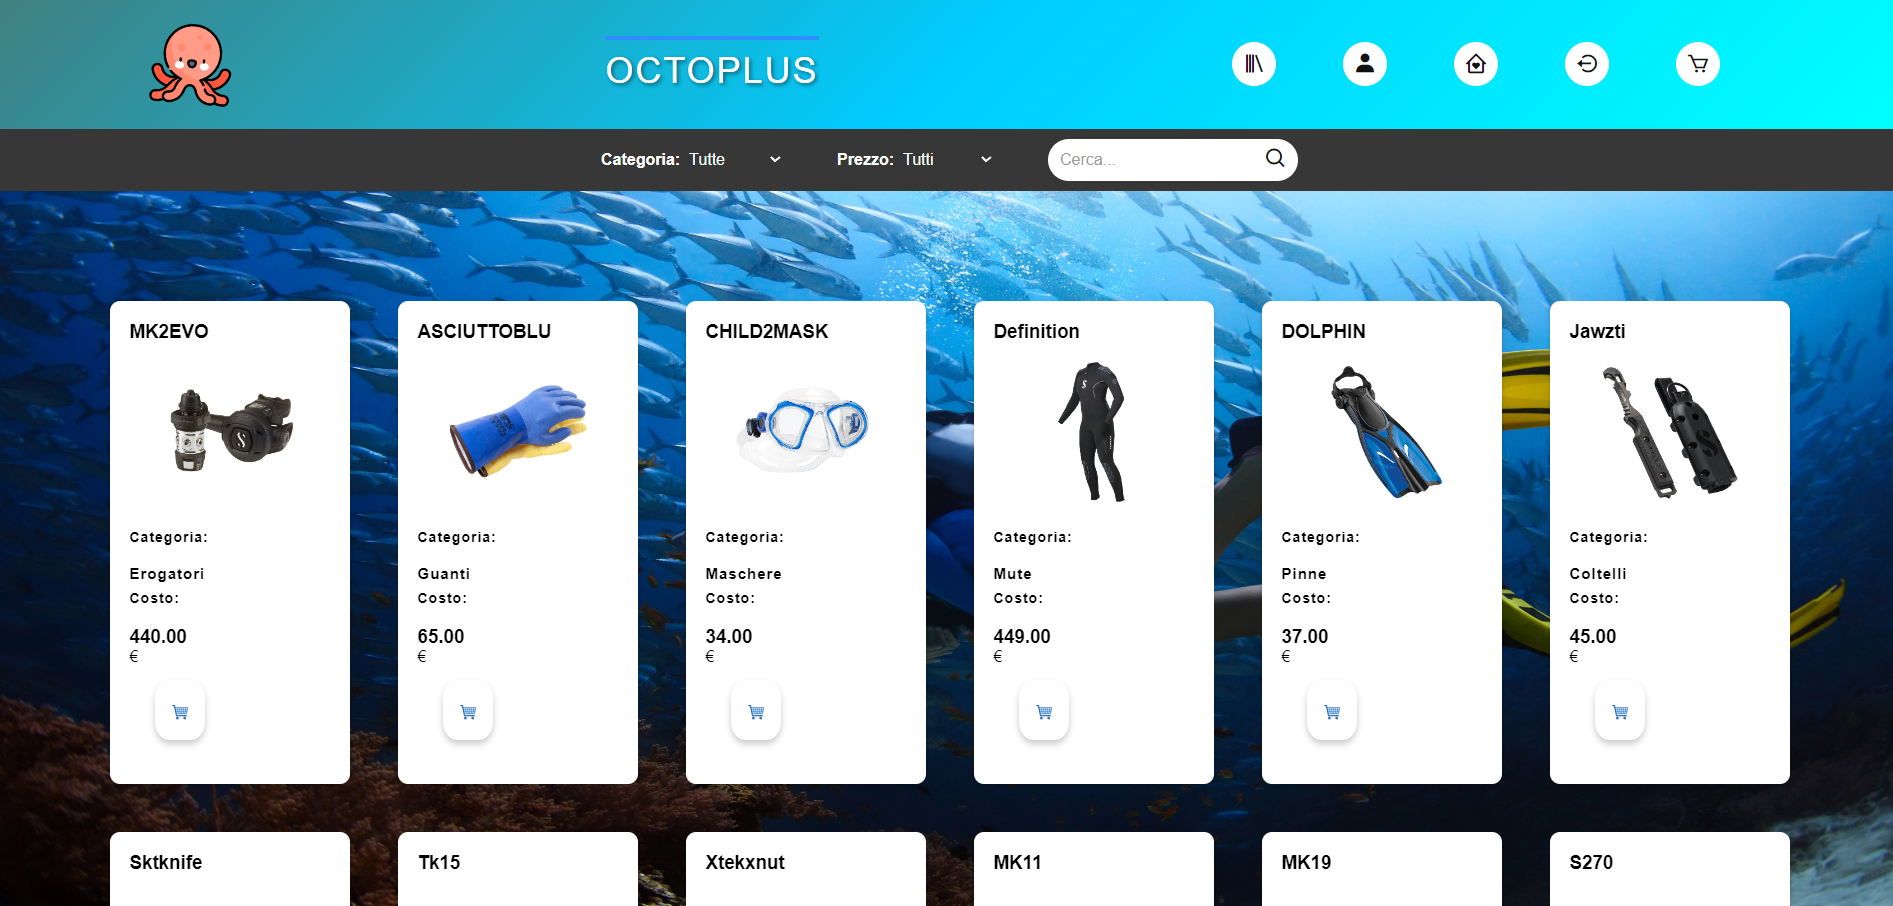 OCTOPLUS
Categoria: Tutte Prezzo: Tutti Cerca...
MK2EVO
Categoria:
Erogatori
Costo:
440.00
€
ASCIUTTOBLU
Categoria:
Guanti
Costo:
65.00
€
CHILD2MASK
Categoria:
Maschere
Costo:
34.00
€
Definition
Categoria:
Mute
Costo:
449.00
€
DOLPHIN
Categoria:
Pinne
Costo:
37.00
€
Jawzti
Categoria:
Coltelli
Costo:
45.00
€
Sktknife
Tk15
Xtekxnut
MK11
MK19
S270